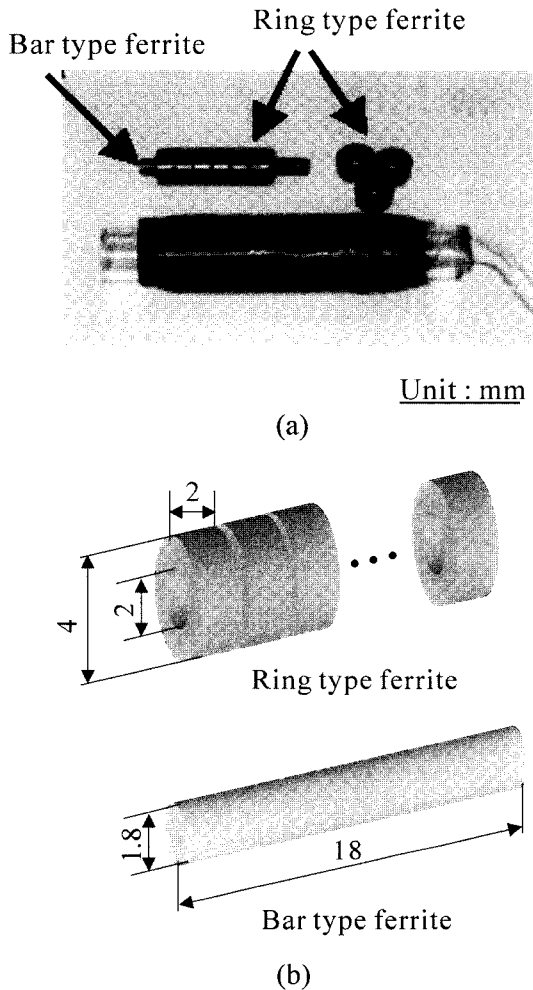 Ring type ferrite
Bar type ferrite
Unit : mm
(a)
2
4
2
Ring type ferrite
1.8
18
Bar type ferrite
(b)